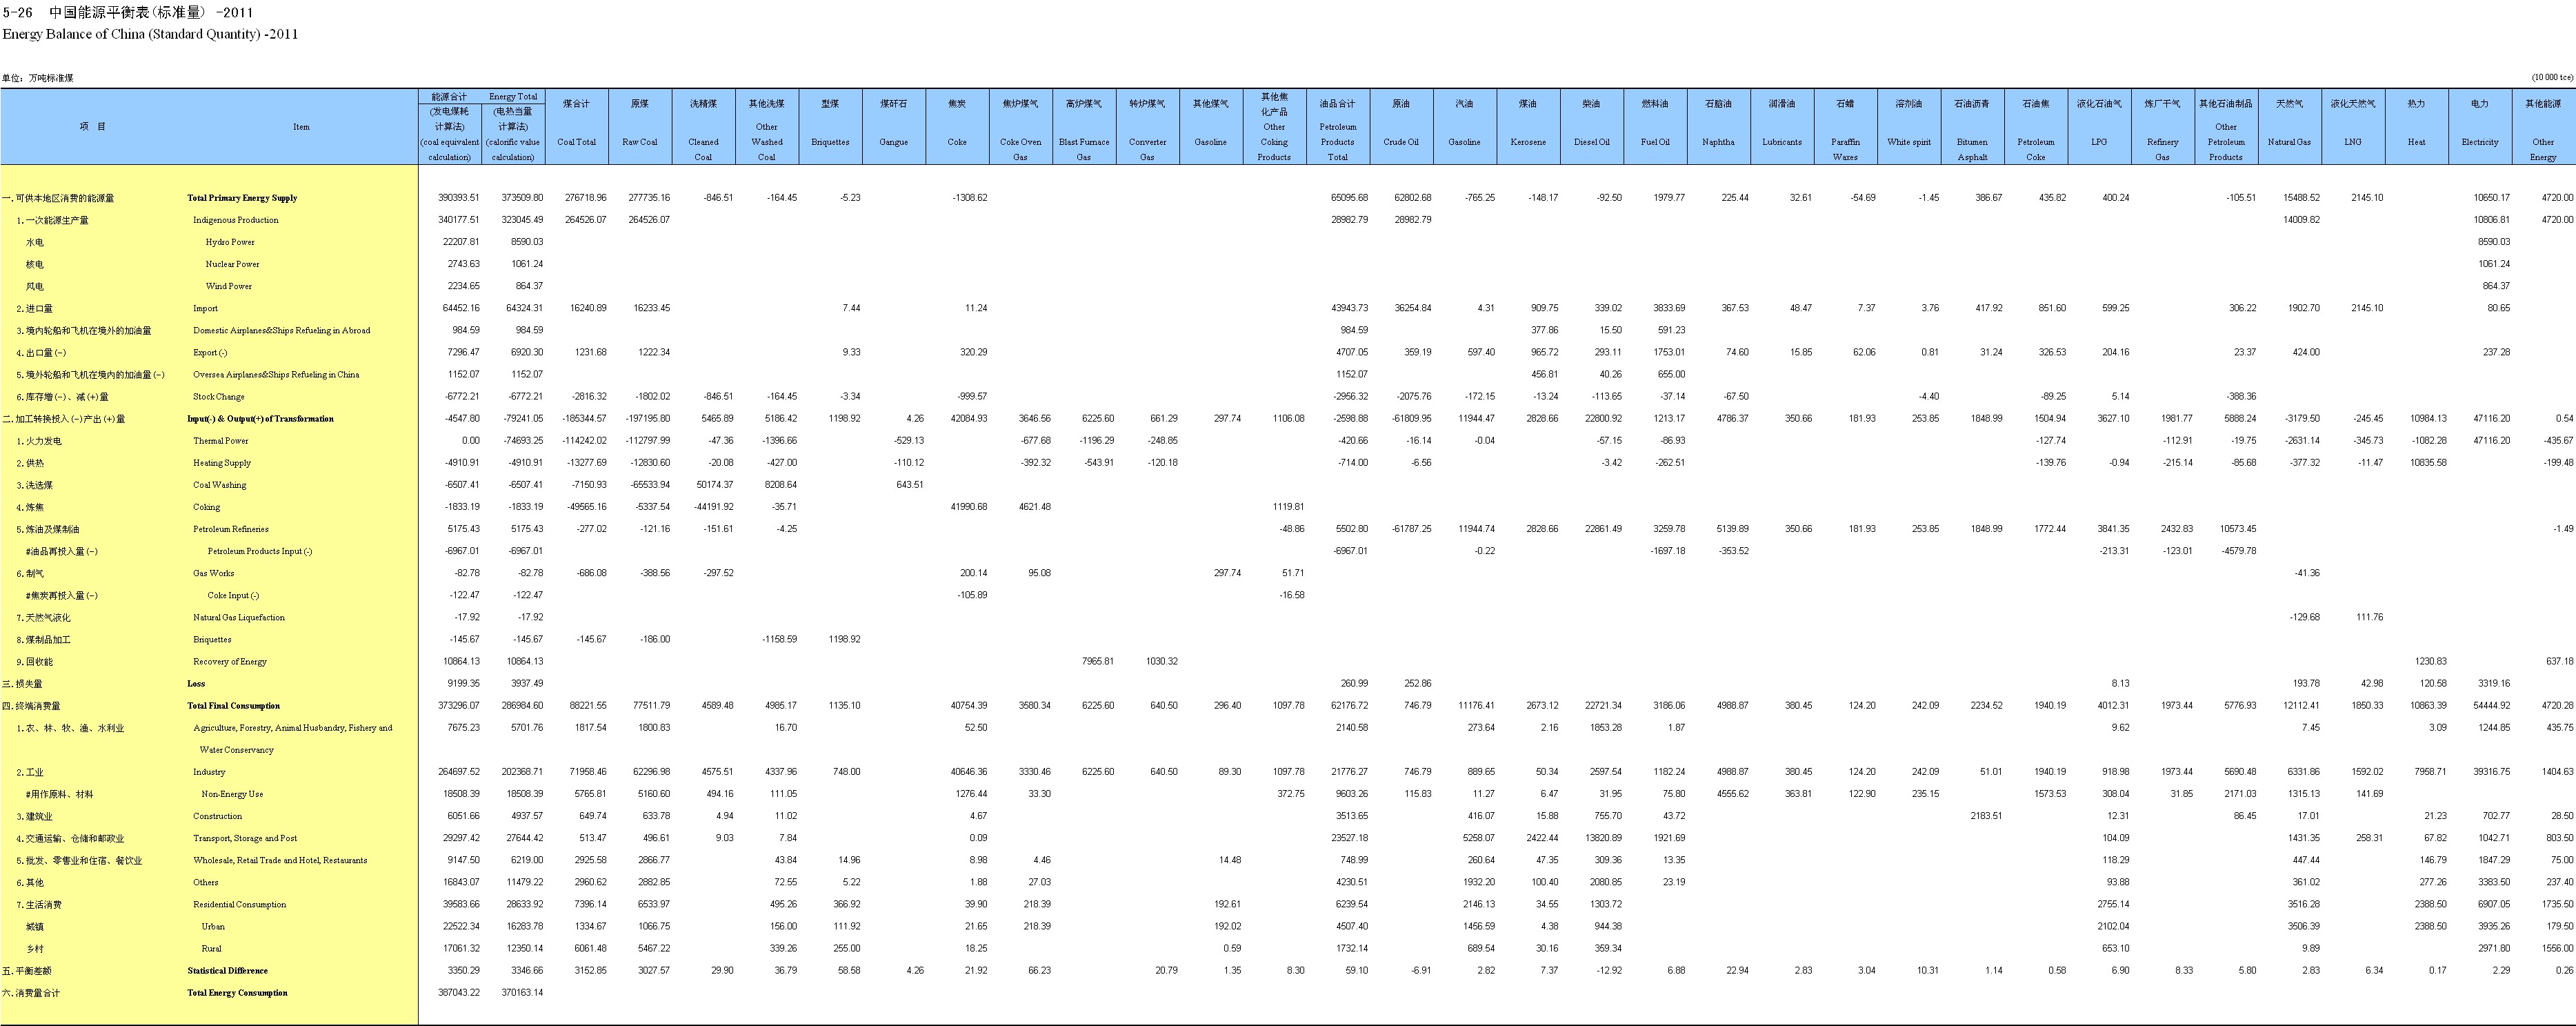 5-26 中国能源平衡表(标准量) -2011
Energy Balance of China (Standard Quantity) -2011
单位: 万吨标准煤 (10 000 tce)
项 目 Item 能源合计 Energy Total 煤合计 原煤 洗精煤 其他洗煤 型煤 煤矸石 焦炭 焦炉煤气 高炉煤气 转炉煤气 其他煤气 其他焦化产品 油品合计 原油 汽油 煤油 柴油 燃料油 石脑油 润滑油 石蜡 溶剂油 石油沥青 石油焦 液化石油气 炼厂干气 其他石油制品 天然气 液化天然气 热力 电力 其他能源
(发电煤耗计算法) (电热当量计算法)
(coal equivalent calculation) (calorific value calculation) Coal Total Raw Coal Cleaned Coal Other Washed Coal Briquettes Gangue Coke Coke Oven Gas Blast Furnace Gas Converter Gas Gasoline Other Coking Products Petroleum Products Total Crude Oil Gasoline Kerosene Diesel Oil Fuel Oil Naphtha Lubricants Paraffin Waxes White spirit Bitumen Asphalt Petroleum Coke LPG Refinery Gas Other Petroleum Products Natural Gas LNG Heat Electricity Other Energy
一.可供本地区消费的能源量 Total Primary Energy Supply 390393.51 373509.80 276718.96 277735.16 -846.51 -164.45 -5.23 -1308.62 65095.68 62802.68 -765.25 -148.17 -92.50 1979.77 225.44 32.61 -54.69 -1.45 386.67 435.82 400.24 -105.51 15488.52 2145.10 10650.17 4720.00
1.一次能源生产量 Indigenous Production 340177.51 323045.49 264526.07 264526.07 28982.79 28982.79 14009.82 10806.81 4720.00
水电 Hydro Power 22207.81 8590.03 8590.03
核电 Nuclear Power 2743.63 1061.24 1061.24
风电 Wind Power 2234.65 864.37 864.37
2.进口量 Import 64452.16 64324.31 16240.89 16233.45 7.44 11.24 43943.73 36254.84 4.31 909.75 339.02 3833.69 367.53 48.47 7.37 3.76 417.92 851.60 599.25 306.22 1902.70 2145.10 80.65
3.境内轮船和飞机在境外的加油量 Domestic Airplanes&Ships Refueling in Abroad 984.59 984.59 984.59 377.86 15.50 591.23
4.出口量(-) Export (-) 7296.47 6920.30 1231.68 1222.34 9.33 320.29 4707.05 359.19 597.40 965.72 293.11 1753.01 74.60 15.85 62.06 0.81 31.24 326.53 204.16 23.37 424.00 237.28
5.境外轮船和飞机在境内的加油量(-) Oversea Airplanes&Ships Refueling in China 1152.07 1152.07 1152.07 456.81 40.26 655.00
6.库存增(-)、减(+)量 Stock Change -6772.21 -6772.21 -2816.32 -1802.02 -846.51 -164.45 -3.34 -999.57 -2956.32 -2075.76 -172.15 -13.24 -113.65 -37.14 -67.50 -4.40 -89.25 5.14 -388.36
二.加工转换投入(-)产出(+)量 Input(-) & Output(+) of Transformation -4547.80 -79241.05 -185344.57 -197195.80 5465.89 5186.42 1198.92 4.26 42084.93 3646.56 6225.60 661.29 297.74 1106.08 -2598.88 -61809.95 11944.47 2828.66 22800.92 1213.17 4786.37 350.66 181.93 253.85 1848.99 1504.94 3627.10 1981.77 5888.24 -3179.50 -245.45 10984.13 47116.20 0.54
1.火力发电 Thermal Power 0.00 -74693.25 -114242.02 -112797.99 -47.36 -1396.66 -529.13 -677.68 -1196.29 -248.85 -420.66 -16.14 -0.04 -57.15 -86.93 -127.74 -112.91 -19.75 -2631.14 -345.73 -1082.28 47116.20 -435.67
2.供热 Heating Supply -4910.91 -4910.91 -13277.69 -12830.60 -20.08 -427.00 -110.12 -392.32 -543.91 -120.18 -714.00 -6.56 -3.42 -262.51 -139.76 -0.94 -215.14 -85.68 -377.32 -11.47 10835.58 -199.48
3.洗选煤 Coal Washing -6507.41 -6507.41 -7150.93 -65533.94 50174.37 8208.64 643.51
4.炼焦 Coking -1833.19 -1833.19 -49565.16 -5337.54 -44191.92 -35.71 41990.68 4621.48 1119.81
5.炼油及煤制油 Petroleum Refineries 5175.43 5175.43 -277.02 -121.16 -151.61 -4.25 -48.86 5502.80 -61787.25 11944.74 2828.66 22861.49 3259.78 5139.89 350.66 181.93 253.85 1848.99 1772.44 3841.35 2432.83 10573.45 -1.49
#油品再投入量(-) Petroleum Products Input (-) -6967.01 -6967.01 -6967.01 -0.22 -1697.18 -353.52 -213.31 -123.01 -4579.78
6.制气 Gas Works -82.78 -82.78 -686.08 -388.56 -297.52 200.14 95.08 297.74 51.71 -41.36
#焦炭再投入量(-) Coke Input (-) -122.47 -122.47 -105.89 -16.58
7.天然气液化 Natural Gas Liquefaction -17.92 -17.92 -129.68 111.76
8.煤制品加工 Briquettes -145.67 -145.67 -145.67 -186.00 -1158.59 1198.92
9.回收能 Recovery of Energy 10864.13 10864.13 7965.81 1030.32 1230.83 637.18
三.损失量 Loss 9199.35 3937.49 260.99 252.86 8.13 193.78 42.98 120.58 3319.16
四.终端消费量 Total Final Consumption 373296.07 286984.60 88221.55 77511.79 4589.48 4985.17 1135.10 40754.39 3580.34 6225.60 640.50 296.40 1097.78 62176.72 746.79 11176.41 2673.12 22721.34 3186.06 4988.87 380.45 124.20 242.09 2234.52 1940.19 4012.31 1973.44 5776.93 12112.41 1850.33 10863.39 54444.92 4720.28
1.农、林、牧、渔、水利业 Agriculture, Forestry, Animal Husbandry, Fishery and 7675.23 5701.76 1817.54 1800.83 16.70 52.50 2140.58 273.64 2.16 1853.28 1.87 9.62 7.45 3.09 1244.85 435.75
Water Conservancy
2.工业 Industry 264697.52 202368.71 71958.46 62296.98 4575.51 4337.96 748.00 40646.36 3330.46 6225.60 640.50 89.30 1097.78 21776.27 746.79 889.65 50.34 2597.54 1182.24 4988.87 380.45 124.20 242.09 51.01 1940.19 918.98 1973.44 5690.48 6331.86 1592.02 7958.71 39316.75 1404.63
#用作原料、材料 Non-Energy Use 18508.39 18508.39 5765.81 5160.60 494.16 111.05 1276.44 33.30 372.75 9603.26 115.83 11.27 6.47 31.95 75.80 4555.62 363.81 122.90 235.15 1573.53 308.04 31.85 2171.03 1315.13 141.69
3.建筑业 Construction 6051.66 4937.57 649.74 633.78 4.94 11.02 4.67 3513.65 416.07 15.88 755.70 43.72 2183.51 12.31 86.45 17.01 21.23 702.77 28.50
4.交通运输、仓储和邮政业 Transport, Storage and Post 29297.42 27644.42 513.47 496.61 9.03 7.84 0.09 23527.18 5258.07 2422.44 13820.89 1921.69 104.09 1431.35 258.31 67.82 1042.71 803.50
5.批发、零售业和住宿、餐饮业 Wholesale, Retail Trade and Hotel, Restaurants 9147.50 6219.00 2925.58 2866.77 43.84 14.96 8.98 4.46 14.48 748.99 260.64 47.35 309.36 13.35 118.29 447.44 146.79 1847.29 75.00
6.其他 Others 16843.07 11479.22 2960.62 2882.85 72.55 5.22 1.88 27.03 4230.51 1932.20 100.40 2080.85 23.19 93.88 361.02 277.26 3383.50 237.40
7.生活消费 Residential Consumption 39583.66 28633.92 7396.14 6533.97 495.26 366.92 39.90 218.39 192.61 6239.54 2146.13 34.55 1303.72 2755.14 3516.28 2388.50 6907.05 1735.50
城镇 Urban 22522.34 16283.78 1334.67 1066.75 156.00 111.92 21.65 218.39 192.02 4507.40 1456.59 4.38 944.38 2102.04 3506.39 2388.50 3935.26 179.50
乡村 Rural 17061.32 12350.14 6061.48 5467.22 339.26 255.00 18.25 0.59 1732.14 689.54 30.16 359.34 653.10 9.89 2971.80 1556.00
五.平衡差额 Statistical Difference 3350.29 3346.66 3152.85 3027.57 29.90 36.79 58.58 4.26 21.92 66.23 20.79 1.35 8.30 59.10 -6.91 2.82 7.37 -12.92 6.88 22.94 2.83 3.04 10.31 1.14 0.58 6.90 8.33 5.80 2.83 6.34 0.17 2.29 0.26
六.消费量合计 Total Energy Consumption 387043.22 370163.14